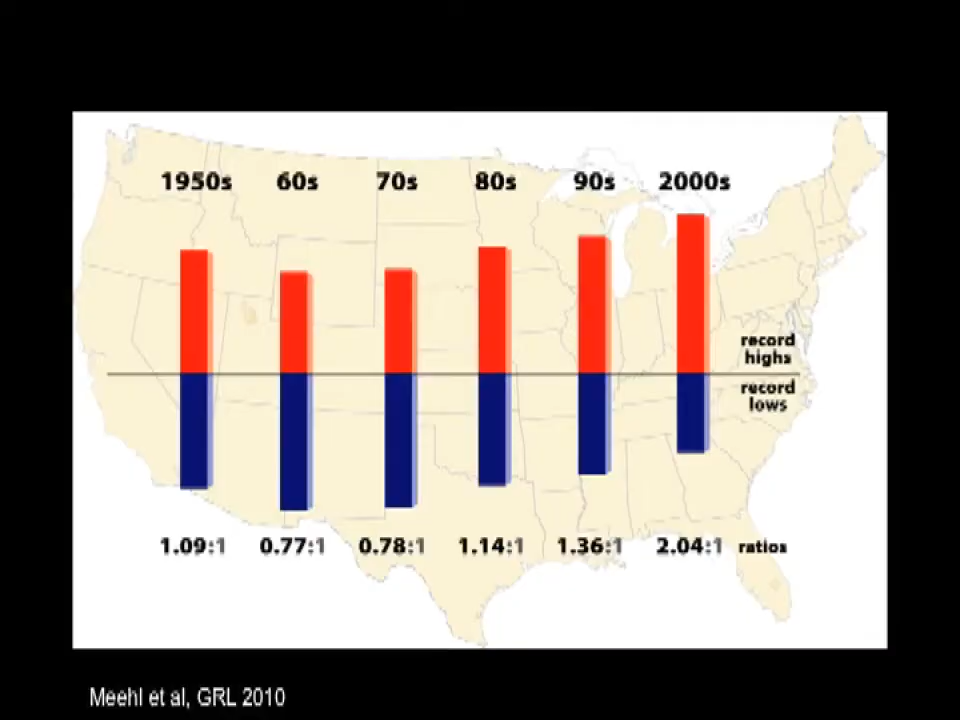 1950s 60s 70s 80s 90s 2000s
record
highs
record
lows
1.09:1 0.77:1 0.78:1 1.14:1 1.36:1 2.04:1 ratios
Meehl et al, GRL 2010